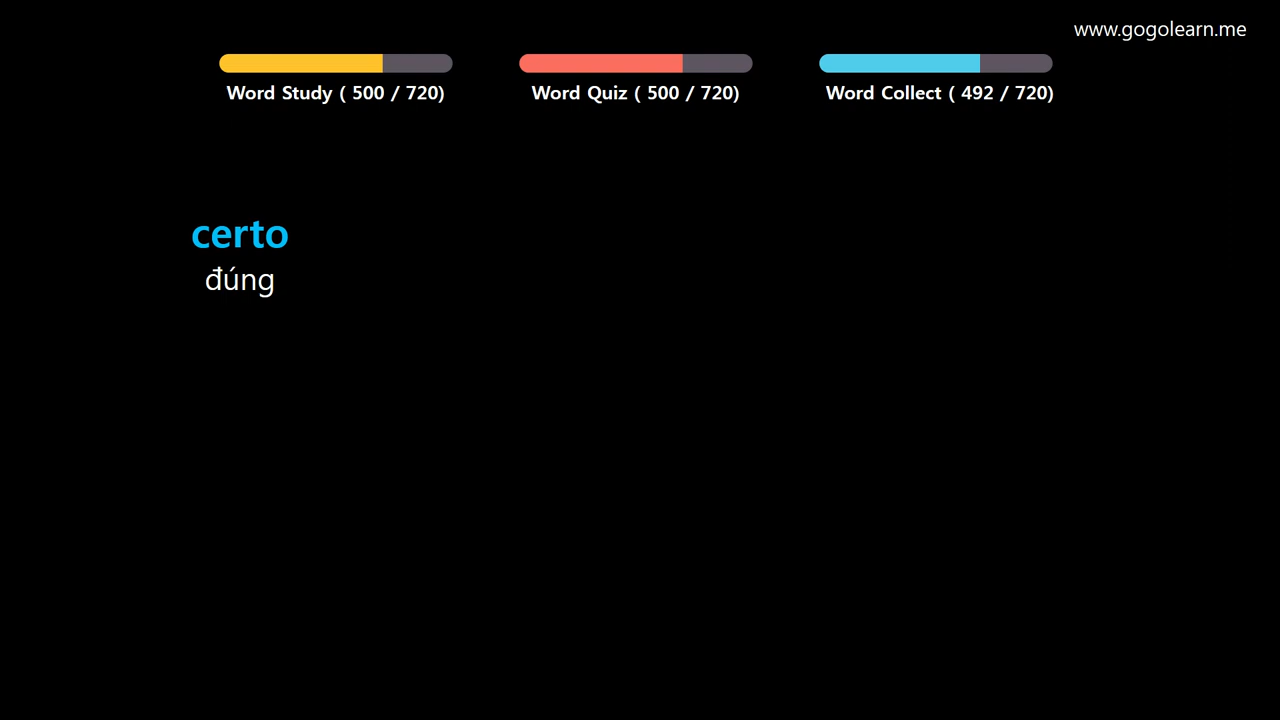 www.gogolearn.me
Word Study ( 500 / 720)
Word Quiz ( 500 / 720)
Word Collect ( 492 / 720)
certo
đúng